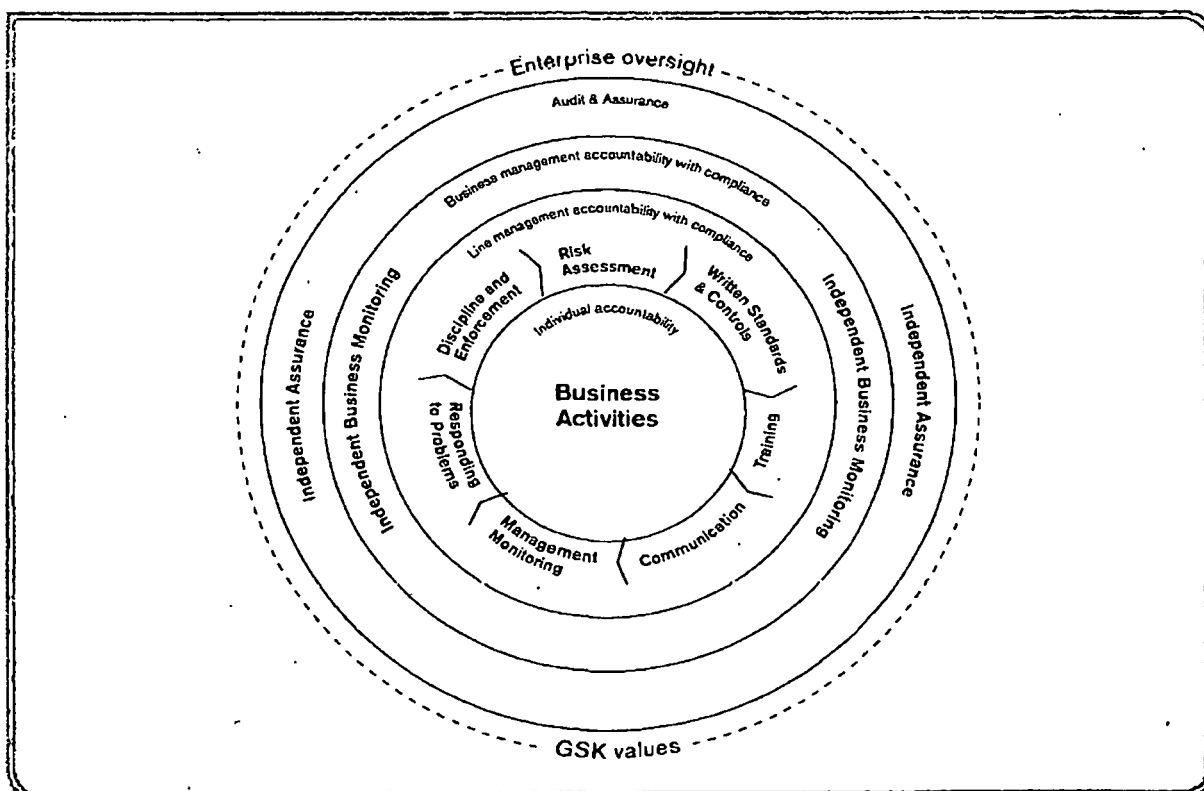 Enterprise oversight
Audit & Assurance
Business management accountability with compliance
Line management accountability with compliance
Risk
Assessment
Written Standards
& Controls
Training
Communication
Management
Monitoring
Responding
to Problems
Discipline and
Enforcement
Individual accountability
Business
Activities
Independent Business Monitoring
Independent Business Monitoring
Independent Assurance
Independent Assurance
GSK values